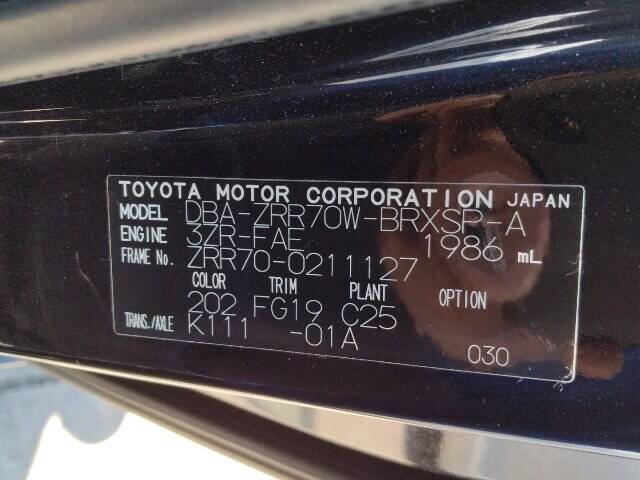 TOYOTA MOTOR CORPORATION JAPAN
MODEL DBA-ZRR70W-BRXSP-A
ENGINE 3ZR-FAE 1986 mL
FRAME No. ZRR70-0211127
COLOR TRIM PLANT OPTION
202 FG19 C25
TRANS./AXLE K111 -01A
030